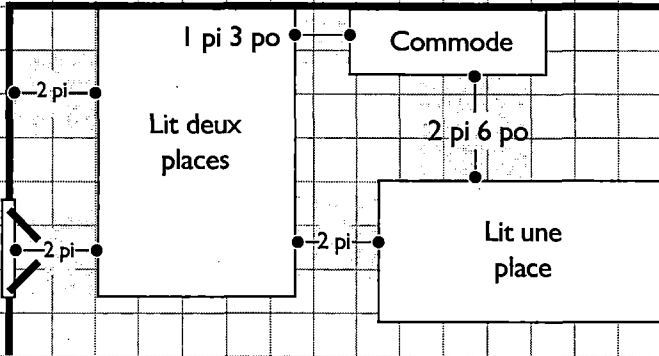 1 pi 3 po
Commode
2 pi
Lit deux
places
2 pi 6 po
2 pi
2 pi
Lit une
place